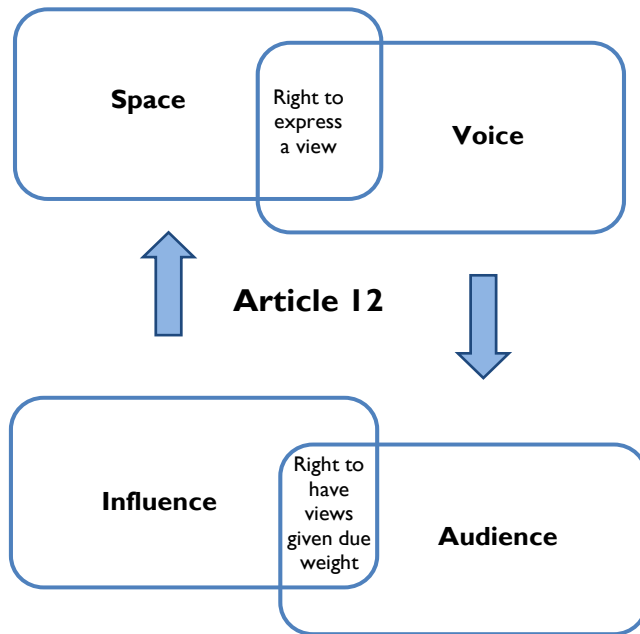 Space
Right to
express
a view
Voice
Article 12
Influence
Right to
have
views
given due
weight
Audience